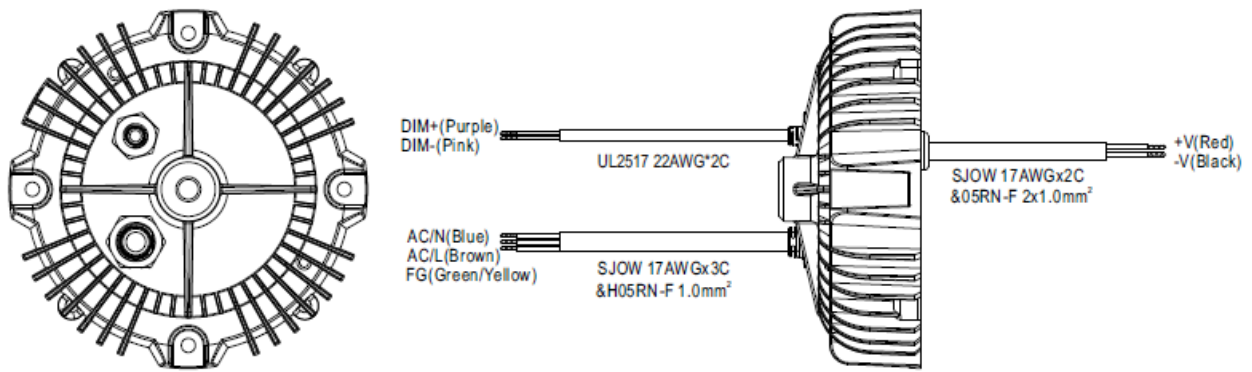 DIM+(Purple)
DIM-(Pink)
UL2517 22AWG*2C
+V(Red)
-V(Black)
SJOW 17AWGx2C
&05RN-F 2x1.0mm²
AC/N(Blue)
AC/L(Brown)
FG(Green/Yellow)
SJOW 17AWGx3C
&H05RN-F 1.0mm²